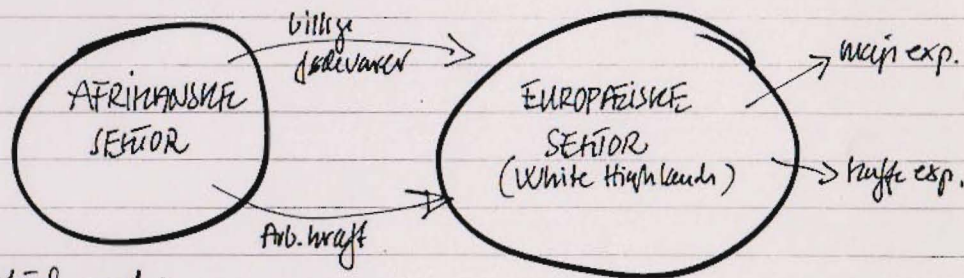 billige
fødevarer
AFRIKANSKE
SEKTOR
Arb.kraft
EUROPÆISKE
SEKTOR
(White Highlands)
majs exp.
kaffe exp.